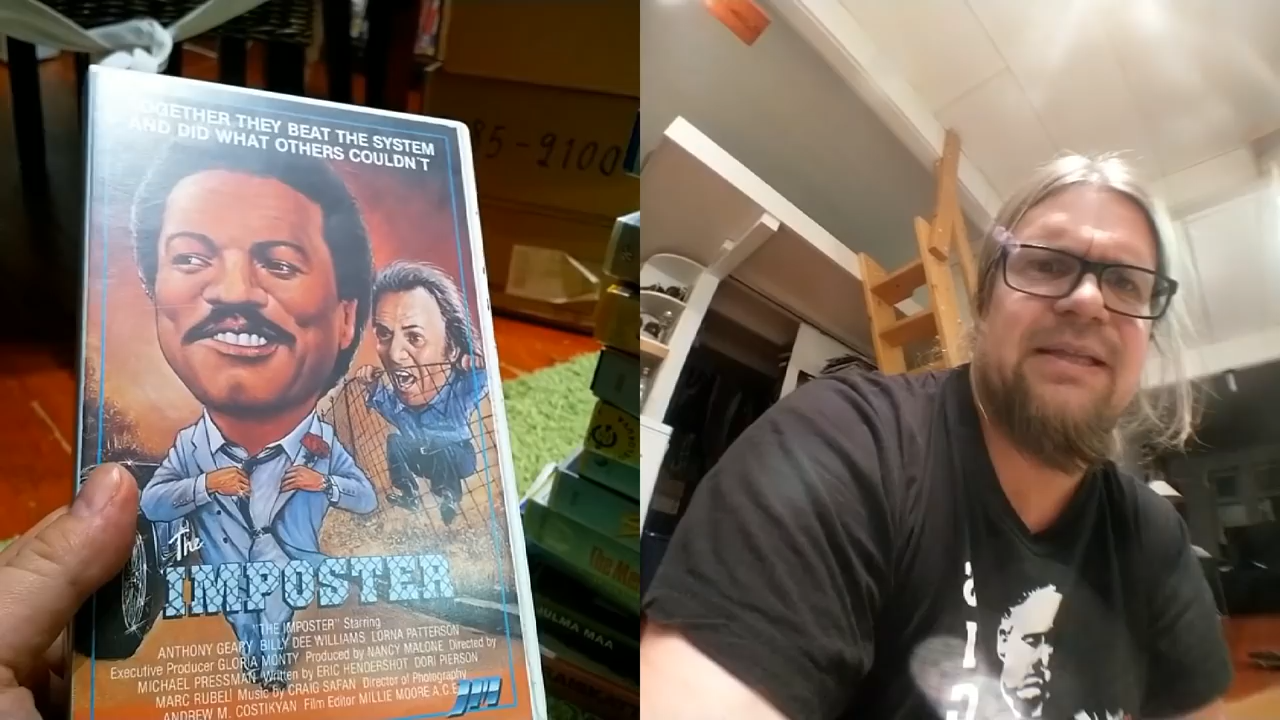 TOGETHER THEY BEAT THE SYSTEM
AND DID WHAT OTHERS COULDN'T
85-9100
The
IMPOSTER
"THE IMPOSTER" Starring
ANTHONY GEARY BILLY DEE WILLIAMS LORNA PATTERSON
Executive Producer GLORIA MONTY Produced by NANCY MALONE Directed by
MICHAEL PRESSMAN Written by ERIC HENDERSHOT DORI PIERSON
MARC RUBEL! Music by CRAIG SAFAN Director of Photography
ANDREW M. COSTIKYAN Film Editor MILLIE MOORE A.C.E.
HULMA MAA